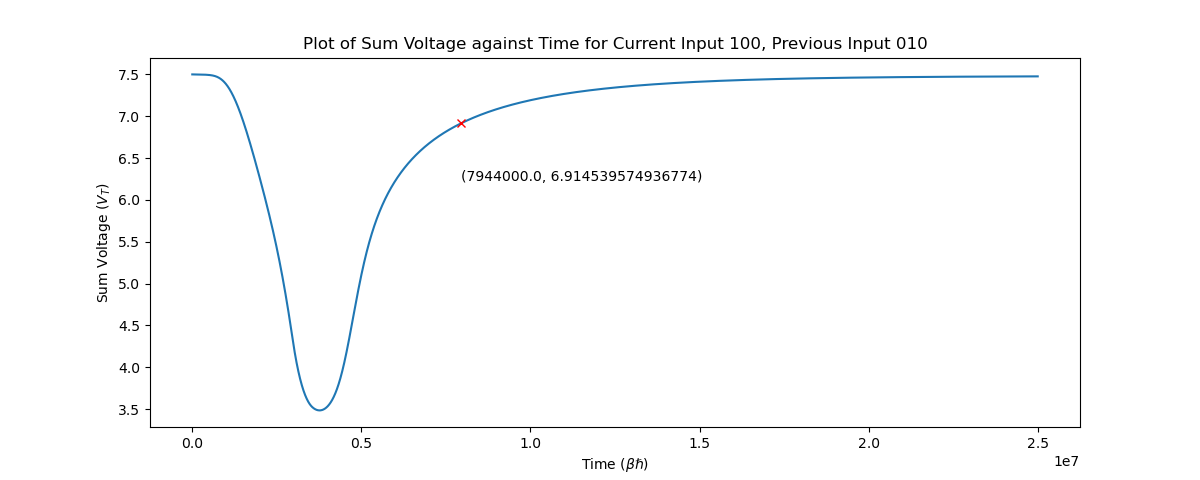 Plot of Sum Voltage against Time for Current Input 100, Previous Input 010
7.5
7.0
6.5
6.0
5.5
5.0
4.5
4.0
3.5
Sum Voltage (V_T)
(7944000.0, 6.914539574936774)
0.0 0.5 1.0 1.5 2.0 2.5
1e7
Time (βℏ)